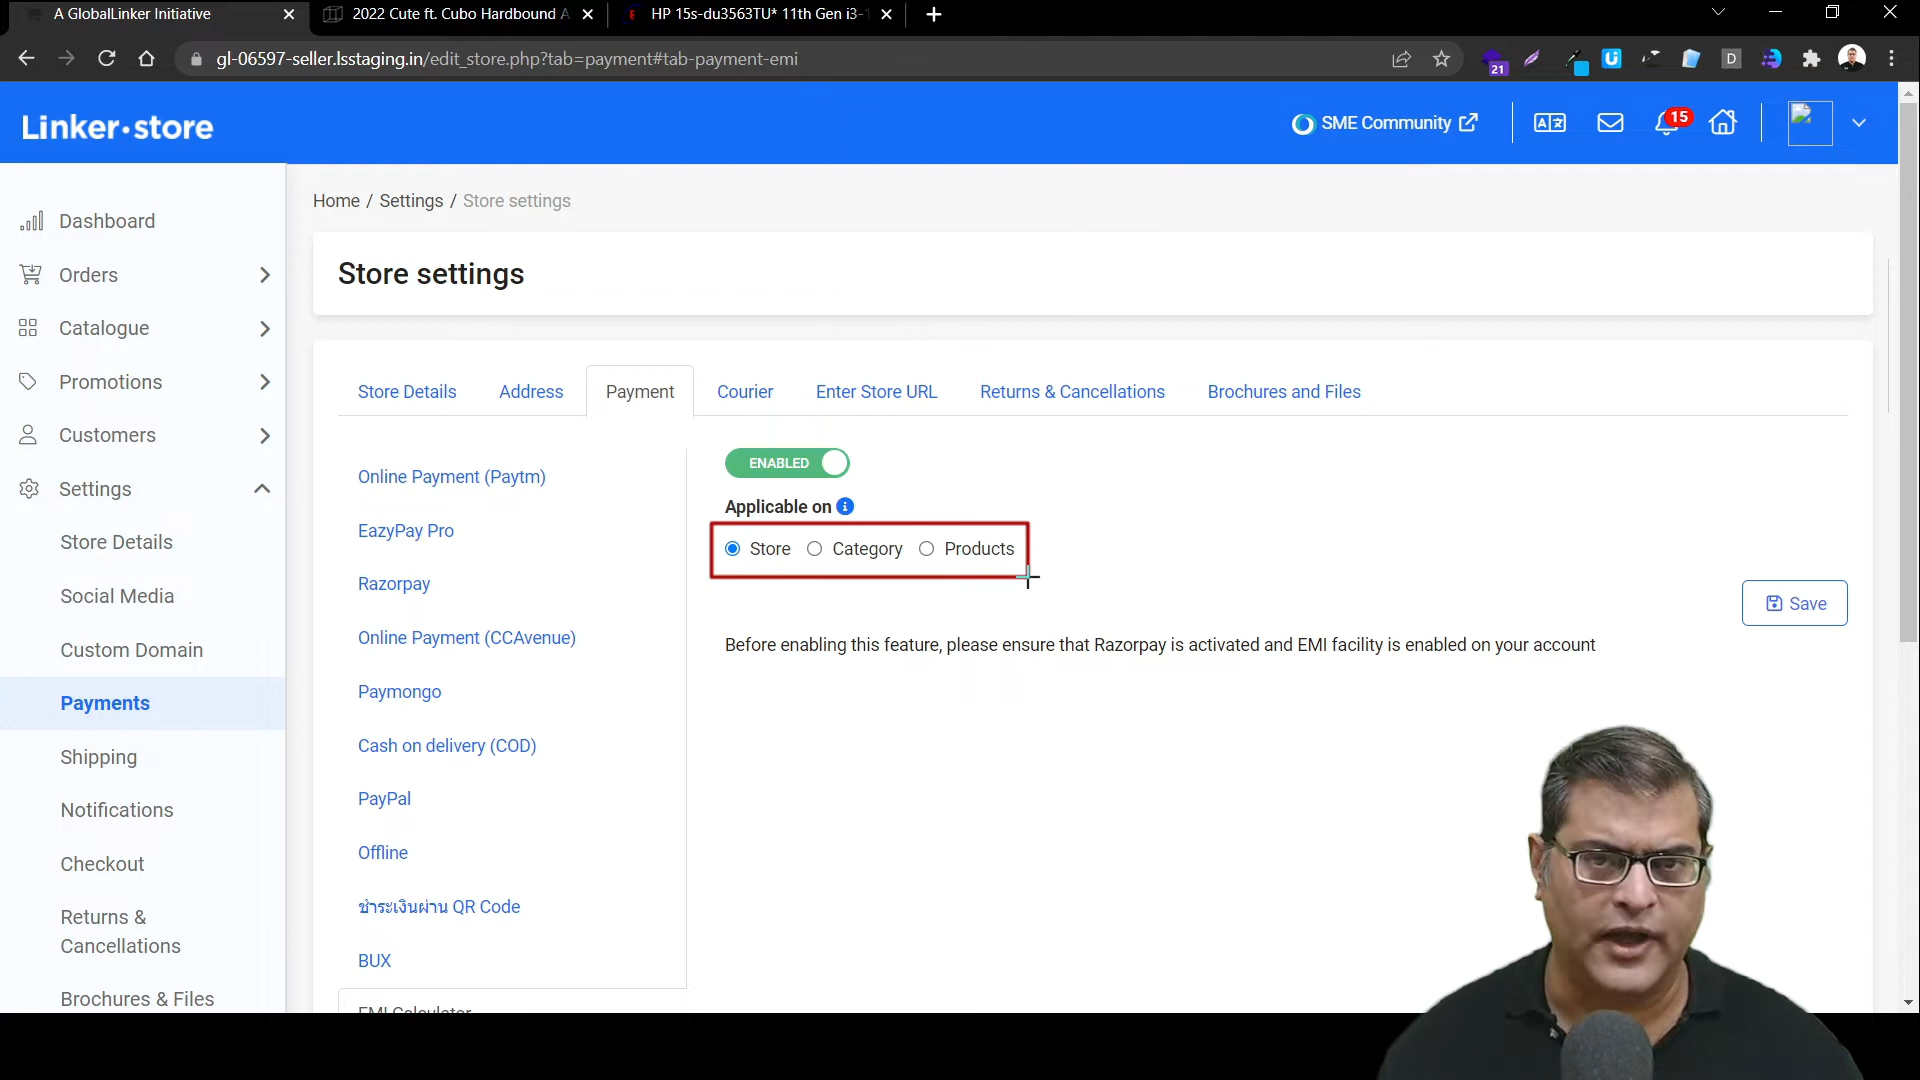 A GlobalLinker Initiative
2022 Cute ft. Cubo Hardbound A
HP 15s-du3563TU* 11th Gen i3-1
gl-06597-seller.lsstaging.in/edit_store.php?tab=payment#tab-payment-emi
21
D
Linker·store
SME Community
15
Home / Settings / Store settings
Dashboard
Orders
Catalogue
Promotions
Customers
Settings
Store Details
Social Media
Custom Domain
Payments
Shipping
Notifications
Checkout
Returns &
Cancellations
Brochures & Files
Store settings
Store Details
Address
Payment
Courier
Enter Store URL
Returns & Cancellations
Brochures and Files
Online Payment (Paytm)
EazyPay Pro
Razorpay
Online Payment (CCAvenue)
Paymongo
Cash on delivery (COD)
PayPal
Offline
ชำระเงินผ่าน QR Code
BUX
EMI Calculator
ENABLED
Applicable on
Store Category Products
Save
Before enabling this feature, please ensure that Razorpay is activated and EMI facility is enabled on your account